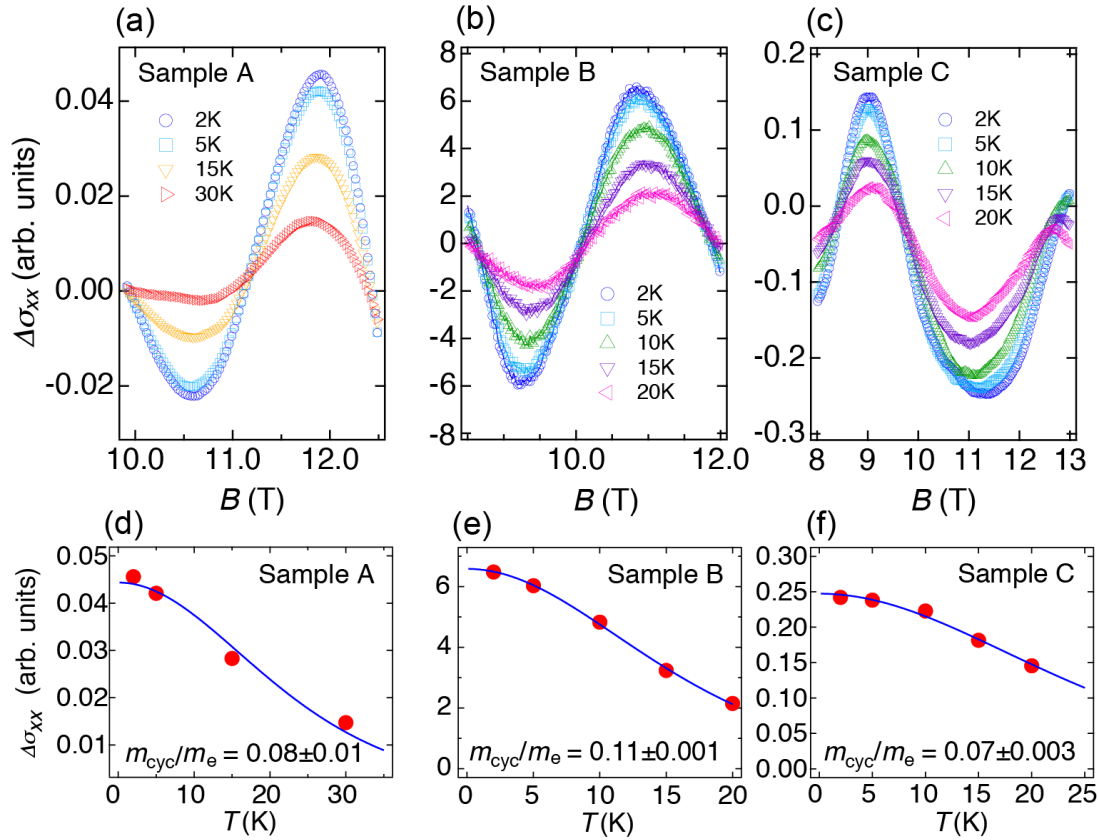 (a)
(b)
(c)
Δσxx (arb. units)
Sample A
2K
5K
15K
30K
0.04
0.02
0.00
-0.02
10.0 11.0 12.0
B (T)
Sample B
2K
5K
10K
15K
20K
8
6
4
2
0
-2
-4
-6
-8
10.0 12.0
B (T)
Sample C
2K
5K
10K
15K
20K
0.2
0.1
0.0
-0.1
-0.2
-0.3
8 9 10 11 12 13
B (T)
(d)
(e)
(f)
Δσxx (arb. units)
Sample A
0.05
0.04
0.03
0.02
0.01
mcyc/me = 0.08±0.01
0 10 20 30
T(K)
Sample B
6
4
2
0
mcyc/me = 0.11±0.001
0 5 10 15 20
T(K)
Sample C
0.30
0.25
0.20
0.15
0.10
0.05
0.00
mcyc/me = 0.07±0.003
0 5 10 15 20 25
T(K)